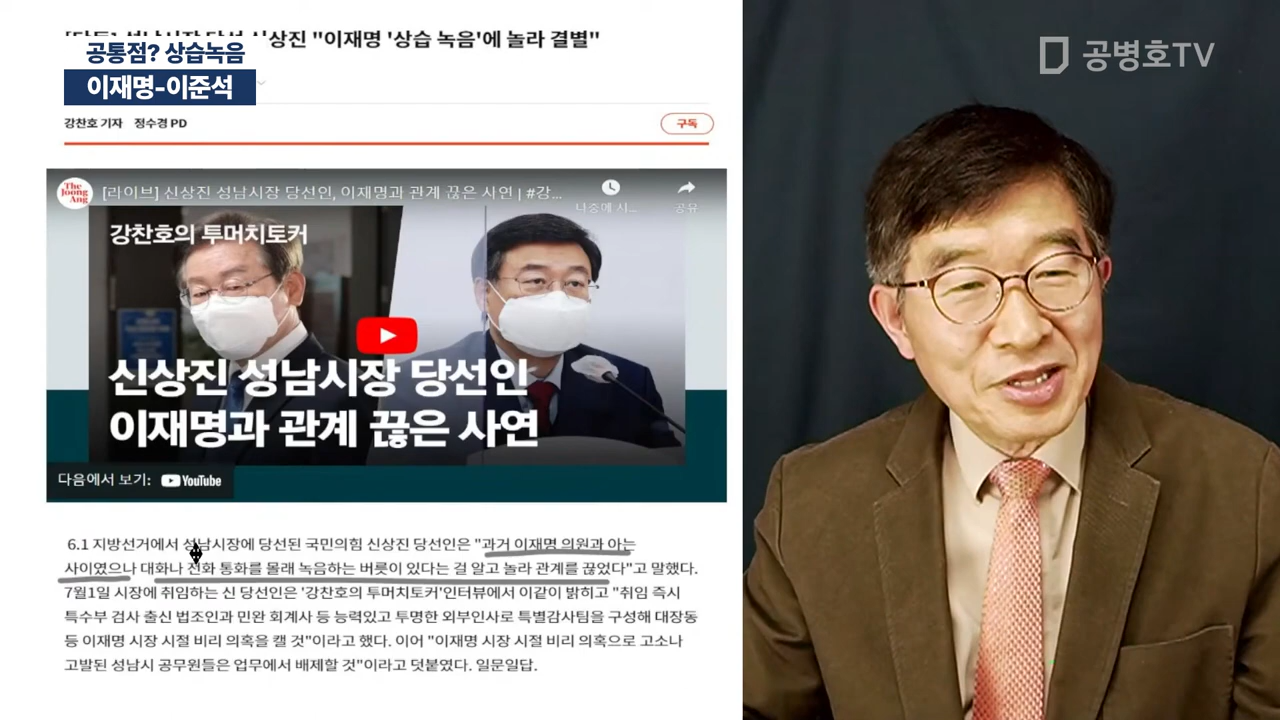 성남시장 당선 신상진 "이재명 '상습 녹음'에 놀라 결별"
공통점? 상습녹음
이재명-이준석
공병호TV
강찬호 기자 정수경 PD
구독
The JoongAng
[라이브] 신상진 성남시장 당선인, 이재명과 관계 끊은 사연 | #강...
나중에 시...
공유
강찬호의 투머치토커
신상진 성남시장 당선인
이재명과 관계 끊은 사연
다음에서 보기: YouTube
6.1 지방선거에서 성남시장에 당선된 국민의힘 신상진 당선인은 "과거 이재명 의원과 아는
사이였으나 대화나 전화 통화를 몰래 녹음하는 버릇이 있다는 걸 알고 놀라 관계를 끊었다"고 말했다.
7월1일 시장에 취임하는 신 당선인은 '강찬호의 투머치토커'인터뷰에서 이같이 밝히고 "취임 즉시
특수부 검사 출신 법조인과 민완 회계사 등 능력있고 투명한 외부인사로 특별감사팀을 구성해 대장동
등 이재명 시장 시절 비리 의혹을 캘 것"이라고 했다. 이어 "이재명 시장 시절 비리 의혹으로 고소나
고발된 성남시 공무원들은 업무에서 배제할 것"이라고 덧붙였다. 일문일답.